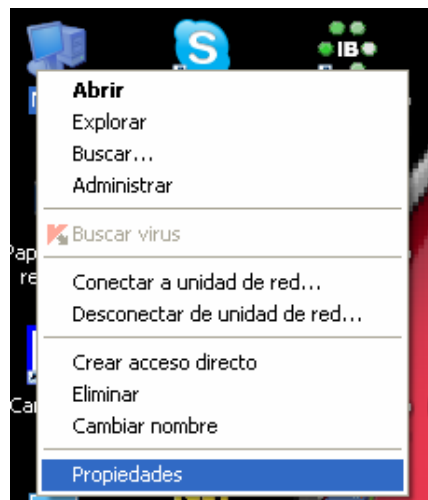 IB
Abrir
Explorar
Buscar...
Administrar
Buscar virus
Conectar a unidad de red...
Desconectar de unidad de red...
Crear acceso directo
Eliminar
Cambiar nombre
Propiedades